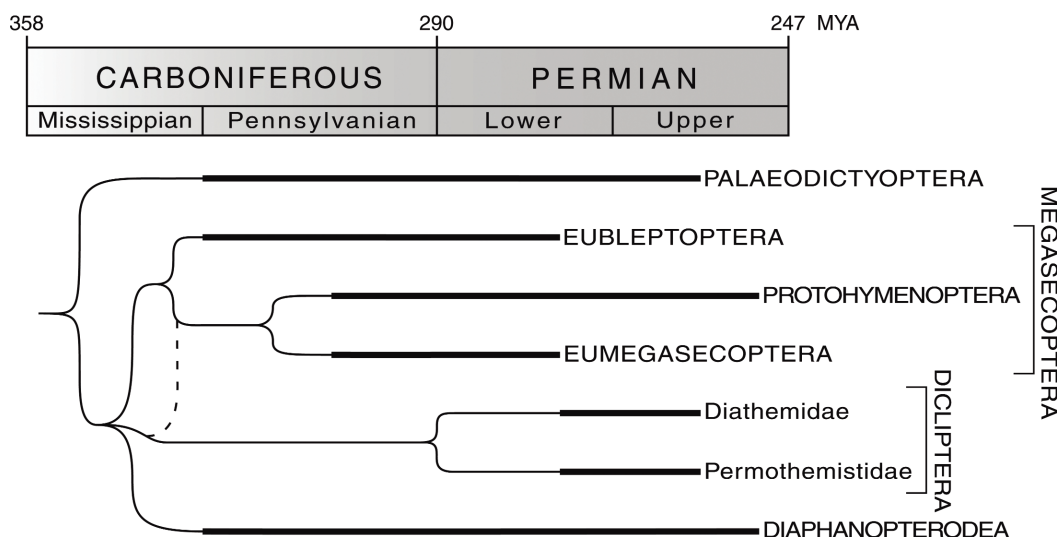 358 290 247 MYA
CARBONIFEROUS PERMIAN
Mississippian Pennsylvanian Lower Upper
PALAEODICTYOPTERA
EUBLEPTOPTERA
PROTOHYMENOPTERA
EUMEGASECOPTERA
MEGASECOPTERA
Diathemidae
Permothemistidae
DICLIPTERA
DIAPHANOPTERODEA